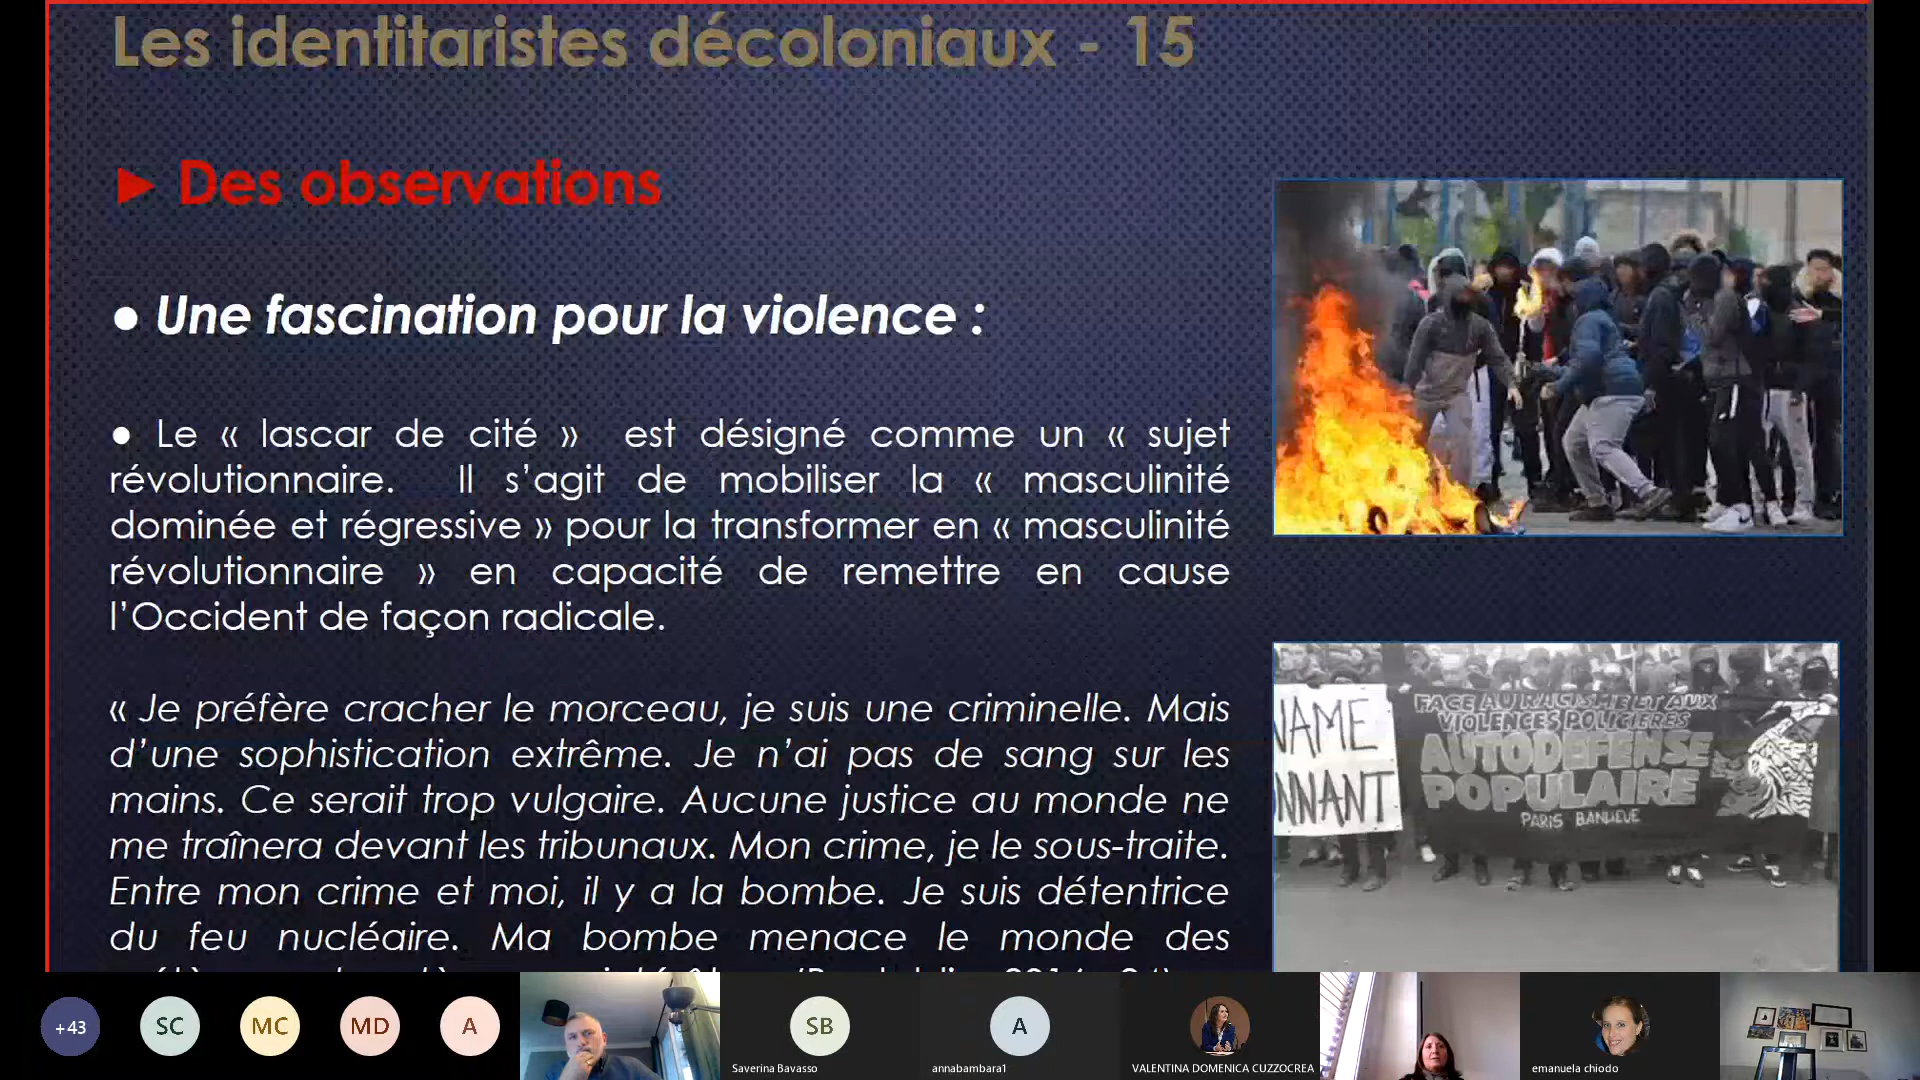 Les identitaristes décoloniaux - 15
► Des observations
● Une fascination pour la violence :
● Le « lascar de cité » est désigné comme un « sujet
révolutionnaire. Il s’agit de mobiliser la « masculinité
dominée et régressive » pour la transformer en « masculinité
révolutionnaire » en capacité de remettre en cause
l’Occident de façon radicale.
« Je préfère cracher le morceau, je suis une criminelle. Mais
d’une sophistication extrême. Je n’ai pas de sang sur les
mains. Ce serait trop vulgaire. Aucune justice au monde ne
me traînera devant les tribunaux. Mon crime, je le sous-traite.
Entre mon crime et moi, il y a la bombe. Je suis détentrice
du feu nucléaire. Ma bombe menace le monde des
NAME
NNANT
FACE AU RACISME ET AUX
VIOLENCES POLICIERES
AUTODEFENSE
POPULAIRE
PARIS BANLIEUE
+43
SC
MC
MD
A
SB
Saverina Bavasso
A
annabambara1
VALENTINA DOMENICA CUZZOCREA
emanuela chiodo